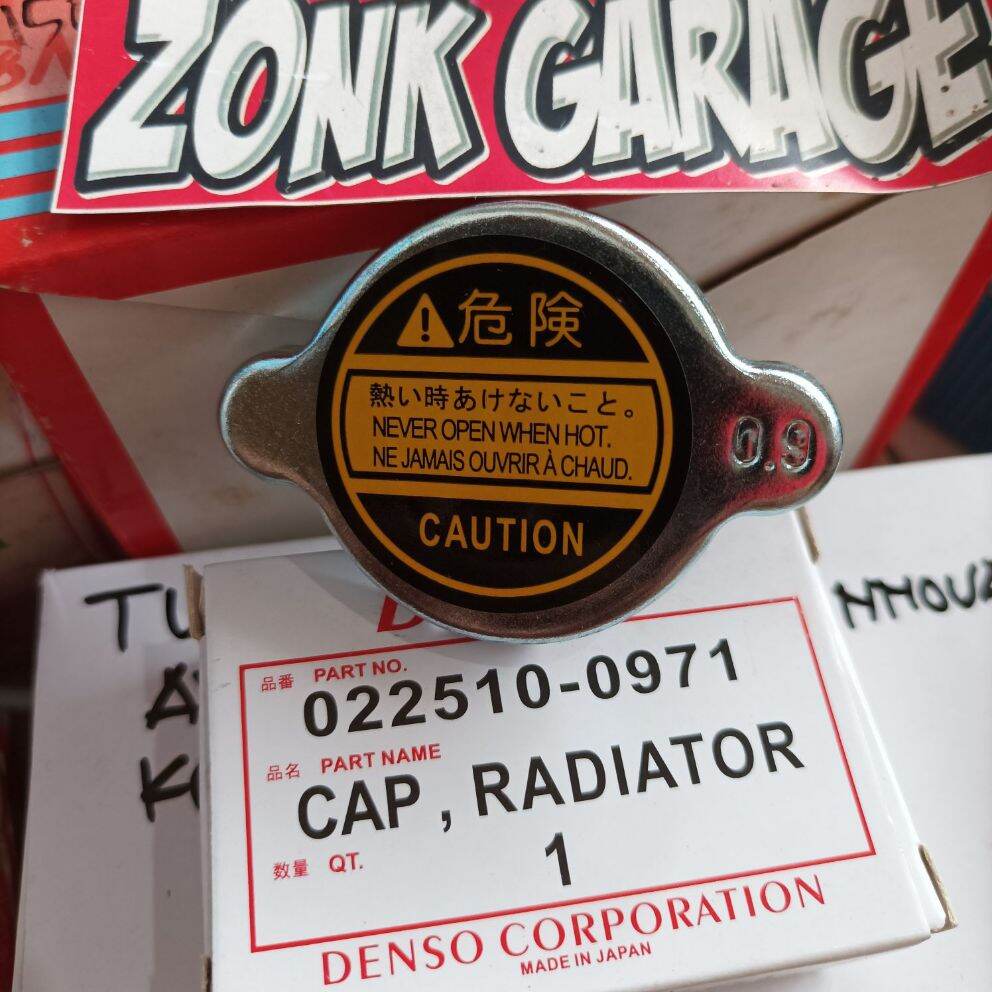 ZONK GARAGE
危険
熱い時あけないこと。
NEVER OPEN WHEN HOT.
NE JAMAIS OUVRIR À CHAUD.
CAUTION
0.9
品番 PART NO.
022510-0971
品名 PART NAME
CAP , RADIATOR
数量 QT.
1
DENSO CORPORATION
MADE IN JAPAN